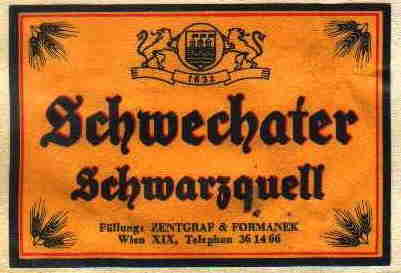 1632
Schwechater
Schwarzquell
Füllung: ZENTGRAF & FORMANEK
Wien XIX, Telephon 36 14 66